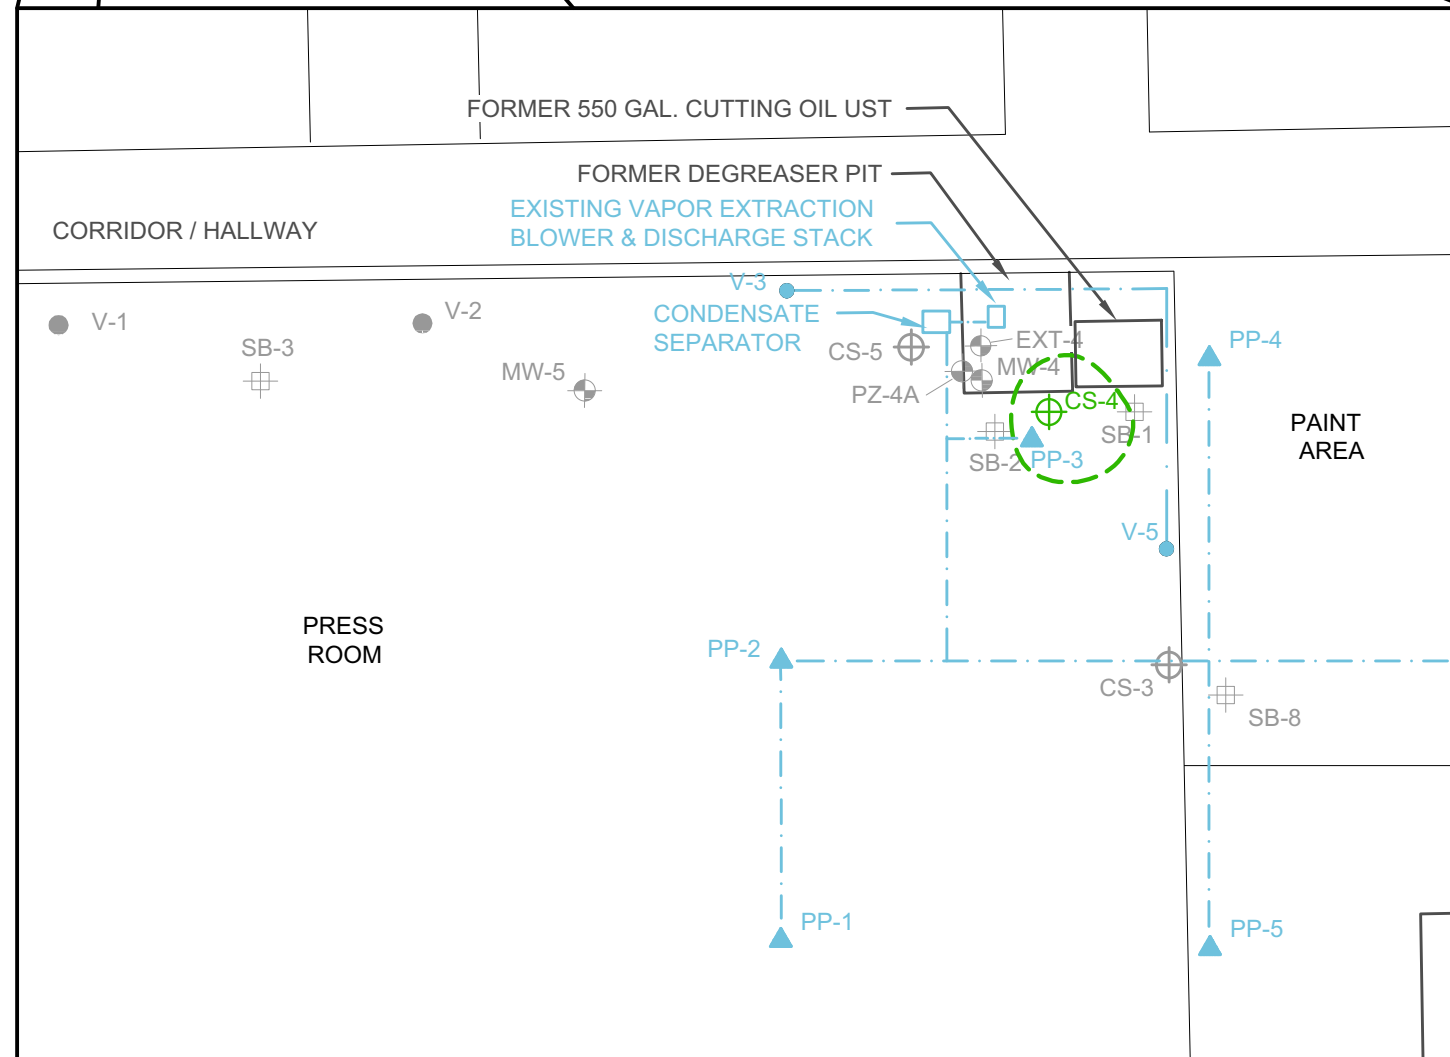 FORMER 550 GAL. CUTTING OIL UST
FORMER DEGREASER PIT
EXISTING VAPOR EXTRACTION
BLOWER & DISCHARGE STACK
CORRIDOR / HALLWAY
V-3
CONDENSATE
SEPARATOR
V-1
V-2
SB-3
MW-5
CS-5
EXT-4
MW-4
PZ-4A
CS-4
SB-1
SB-2
PP-3
PP-4
PAINT
AREA
V-5
PRESS
ROOM
PP-2
CS-3
SB-8
PP-1
PP-5